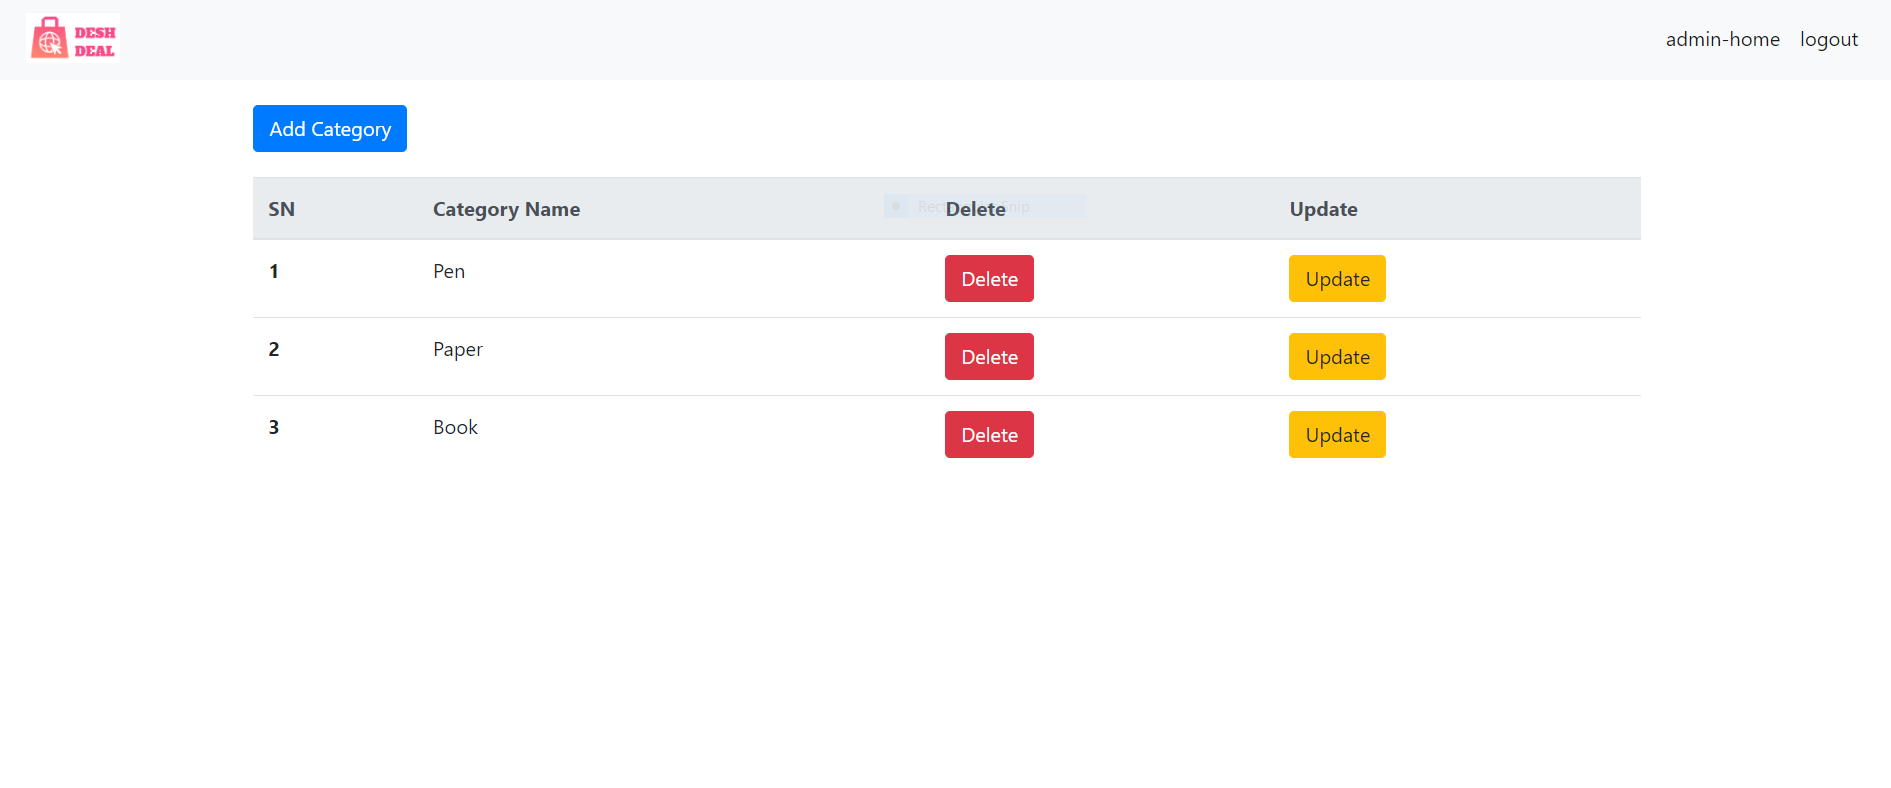 DESH
DEAL
admin-home logout
Add Category
SN Category Name Delete Update
1 Pen Delete Update
2 Paper Delete Update
3 Book Delete Update